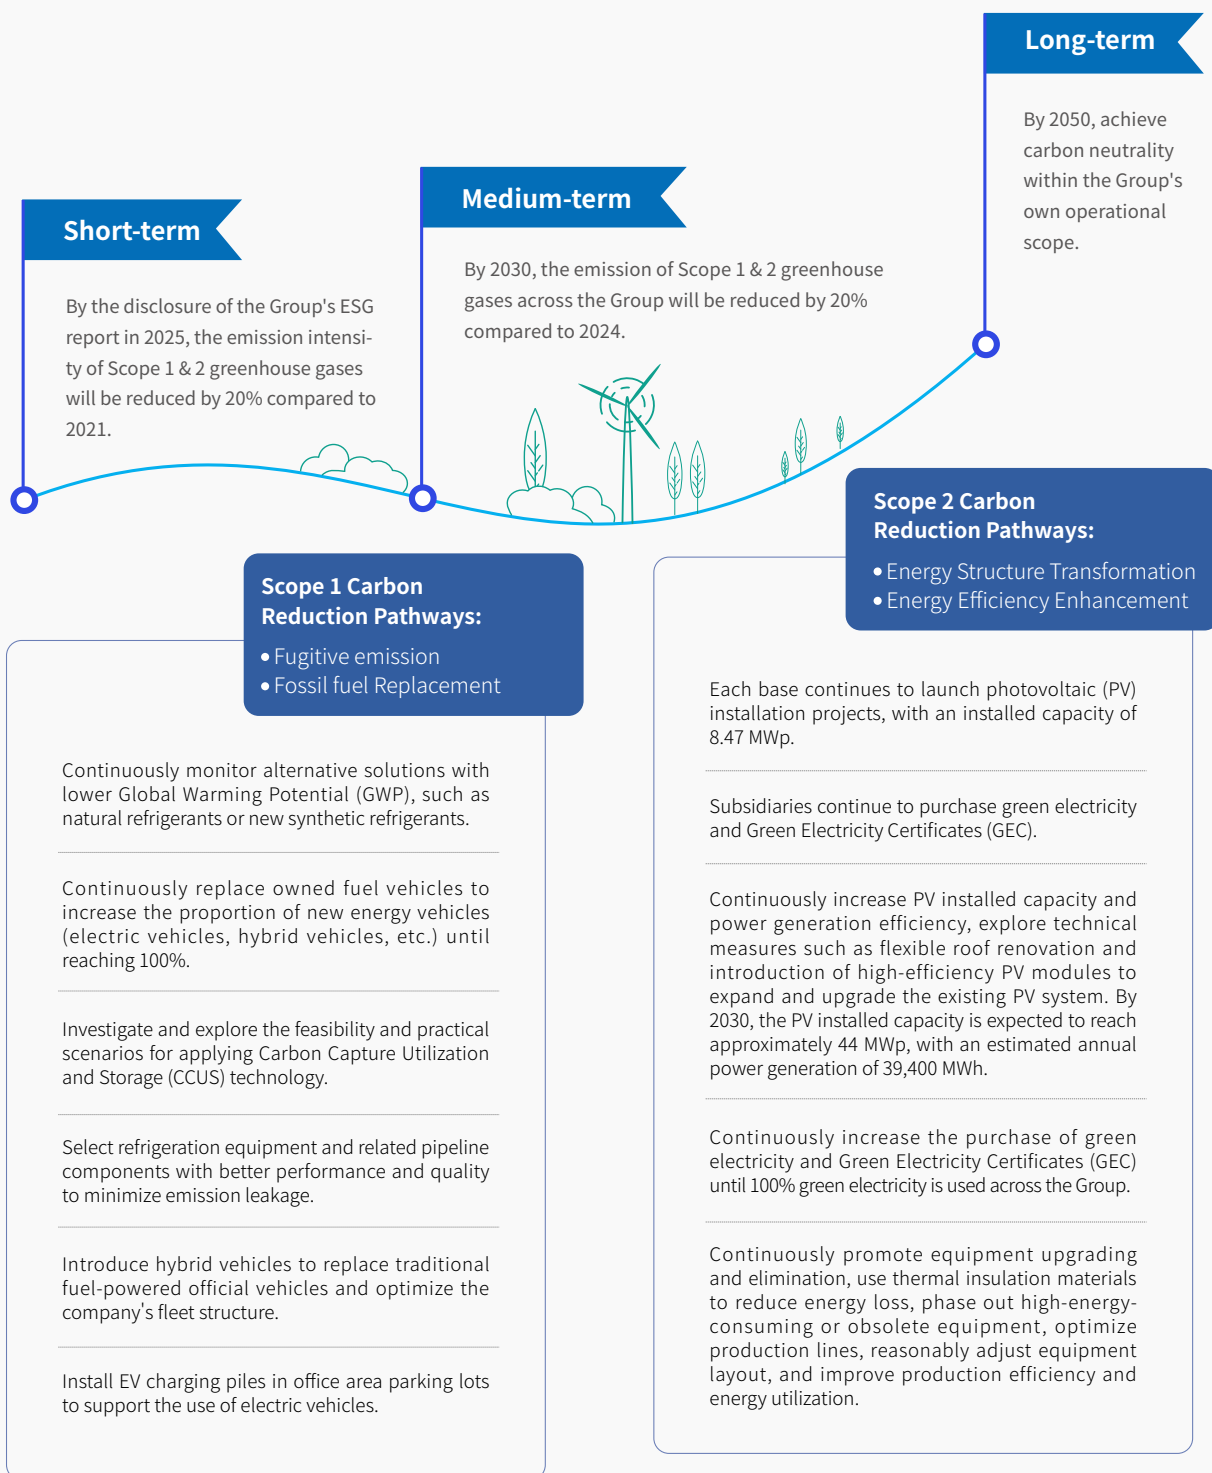 Short-term
By the disclosure of the Group's ESG
report in 2025, the emission intensi-
ty of Scope 1 & 2 greenhouse gases
will be reduced by 20% compared to
2021.
Medium-term
By 2030, the emission of Scope 1 & 2 greenhouse
gases across the Group will be reduced by 20%
compared to 2024.
Long-term
By 2050, achieve
carbon neutrality
within the Group's
own operational
scope.
Scope 1 Carbon
Reduction Pathways:
• Fugitive emission
• Fossil fuel Replacement
Continuously monitor alternative solutions with
lower Global Warming Potential (GWP), such as
natural refrigerants or new synthetic refrigerants.
Continuously replace owned fuel vehicles to
increase the proportion of new energy vehicles
(electric vehicles, hybrid vehicles, etc.) until
reaching 100%.
Investigate and explore the feasibility and practical
scenarios for applying Carbon Capture Utilization
and Storage (CCUS) technology.
Select refrigeration equipment and related pipeline
components with better performance and quality
to minimize emission leakage.
Introduce hybrid vehicles to replace traditional
fuel-powered official vehicles and optimize the
company's fleet structure.
Install EV charging piles in office area parking lots
to support the use of electric vehicles.
Scope 2 Carbon
Reduction Pathways:
• Energy Structure Transformation
• Energy Efficiency Enhancement
Each base continues to launch photovoltaic (PV)
installation projects, with an installed capacity of
8.47 MWp.
Subsidiaries continue to purchase green electricity
and Green Electricity Certificates (GEC).
Continuously increase PV installed capacity and
power generation efficiency, explore technical
measures such as flexible roof renovation and
introduction of high-efficiency PV modules to
expand and upgrade the existing PV system. By
2030, the PV installed capacity is expected to reach
approximately 44 MWp, with an estimated annual
power generation of 39,400 MWh.
Continuously increase the purchase of green
electricity and Green Electricity Certificates (GEC)
until 100% green electricity is used across the Group.
Continuously promote equipment upgrading
and elimination, use thermal insulation materials
to reduce energy loss, phase out high-energy-
consuming or obsolete equipment, optimize
production lines, reasonably adjust equipment
layout, and improve production efficiency and
energy utilization.